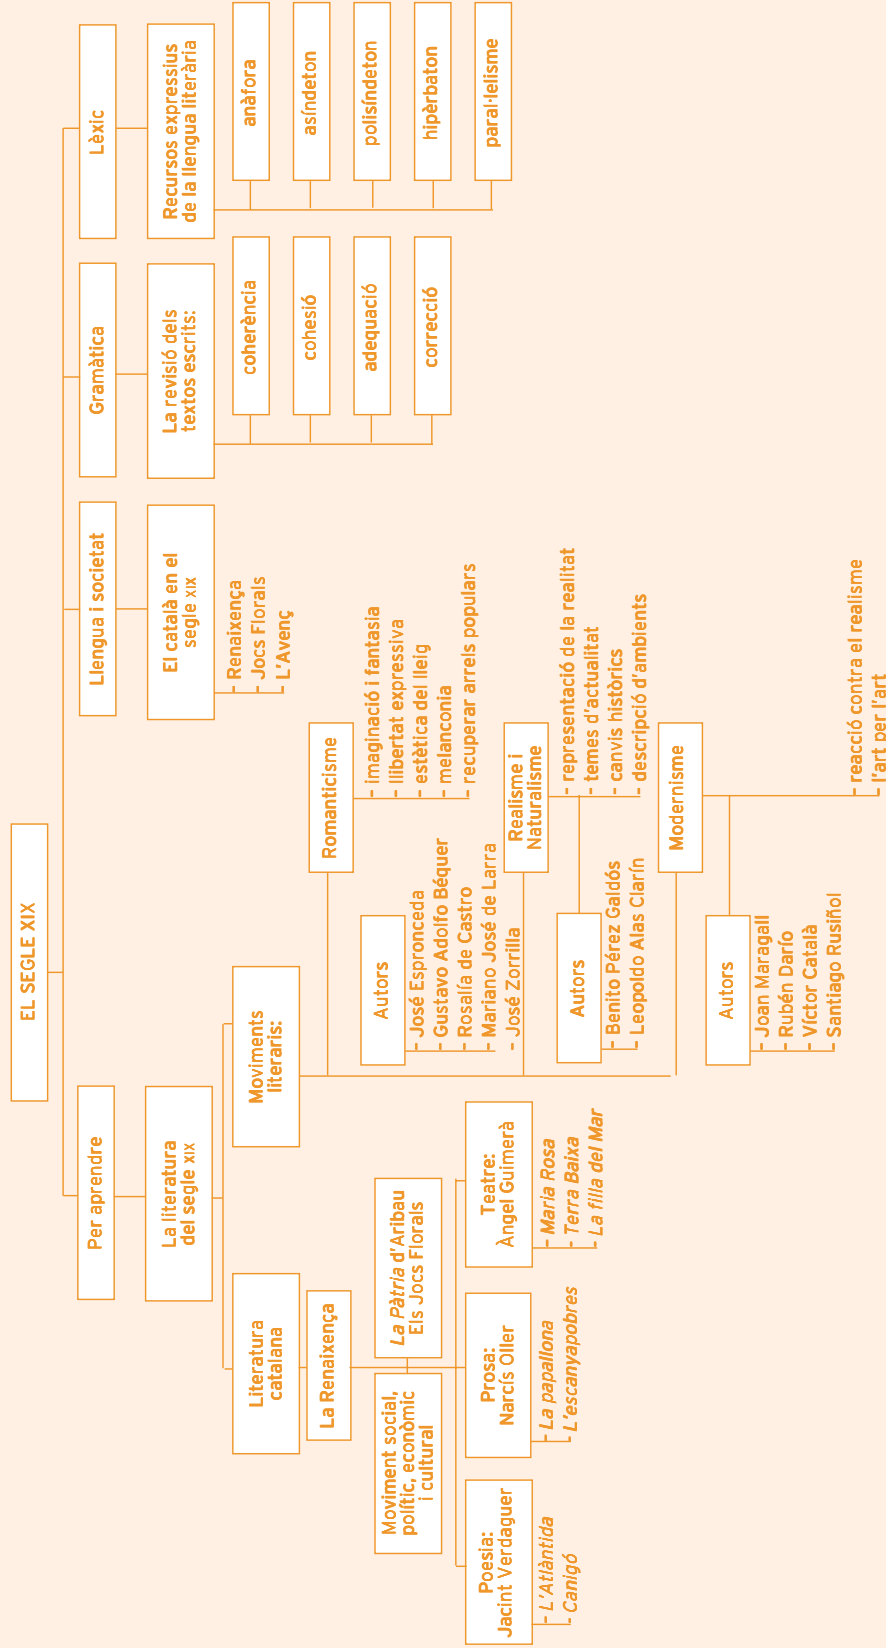 EL SEGLE XIX
Per aprendre
La literatura
del segle XIX
Literatura
catalana
La Renaixença
Moviment social,
polític, econòmic
i cultural
La Pàtria d'Aribau
Els Jocs Florals
Poesia:
Jacint Verdaguer
- L'Atlàntida
- Canigó
Prosa:
Narcís Oller
- La papallona
- L'escanyapobres
Teatre:
Àngel Guimerà
- Maria Rosa
- Terra Baixa
- La filla del Mar
Moviments
literaris:
Romanticisme
- imaginació i fantasia
- llibertat expressiva
- estètica del lleig
- melanconia
- recuperar arrels populars
Autors
- José Espronceda
- Gustavo Adolfo Béquer
- Rosalía de Castro
- Mariano José de Larra
- José Zorrilla
Realisme i
Naturalisme
- representació de la realitat
- temes d'actualitat
- canvis històrics
- descripció d'ambients
Autors
- Benito Pérez Galdós
- Leopoldo Alas Clarín
Modernisme
- reacció contra el realisme
- l'art per l'art
Autors
- Joan Maragall
- Rubén Darío
- Víctor Català
- Santiago Rusiñol
Llengua i societat
El català en el
segle XIX
- Renaixença
- Jocs Florals
- L'Avenç
Gramàtica
La revisió dels
textos escrits:
coherència
cohesió
adequació
correcció
Lèxic
Recursos expressius
de la llengua literària
anàfora
asíndeton
polisíndeton
hipèrbaton
paral·lelisme